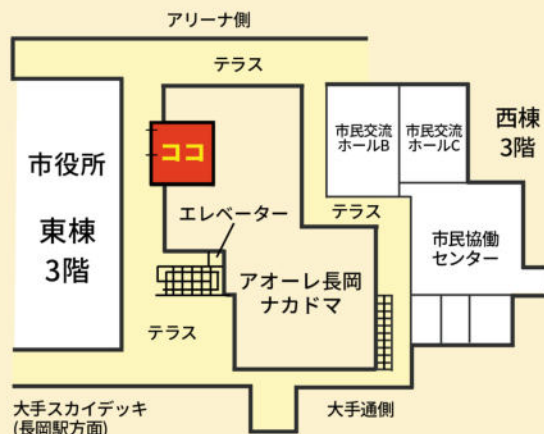 アリーナ側
テラス
市役所
東棟
3階
ココ
市民交流
ホールB
市民交流
ホールC
西棟
3階
エレベーター
テラス
市民協働
センター
アオーレ長岡
ナカドマ
テラス
大手スカイデッキ
(長岡駅方面)
大手通側